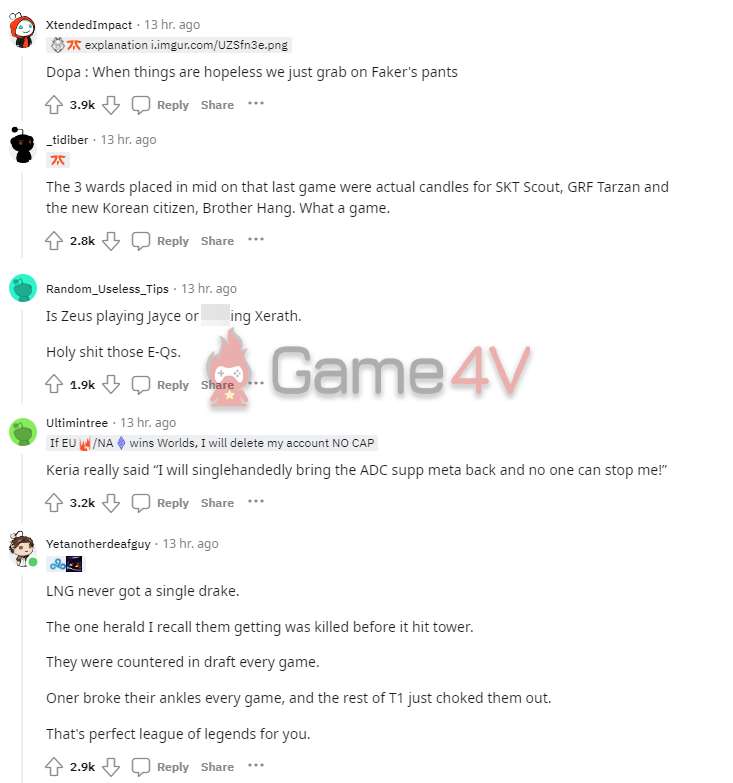 XtendedImpact · 13 hr. ago
explanation i.imgur.com/UZSfn3e.png
Dopa : When things are hopeless we just grab on Faker's pants
3.9k Reply Share ···
_tidiber · 13 hr. ago
The 3 wards placed in mid on that last game were actual candles for SKT Scout, GRF Tarzan and
the new Korean citizen, Brother Hang. What a game.
2.8k Reply Share ···
Random_Useless_Tips · 13 hr. ago
Is Zeus playing Jayce or ing Xerath.
Holy shit those E-Qs.
1.9k Reply Share ···
Game4V
Ultimintree · 13 hr. ago
If EU /NA wins Worlds, I will delete my account NO CAP
Keria really said “I will singlehandedly bring the ADC supp meta back and no one can stop me!”
3.2k Reply Share ···
Yetanotherdeafguy · 13 hr. ago
LNG never got a single drake.
The one herald I recall them getting was killed before it hit tower.
They were countered in draft every game.
Oner broke their ankles every game, and the rest of T1 just choked them out.
That's perfect league of legends for you.
2.9k Reply Share ···